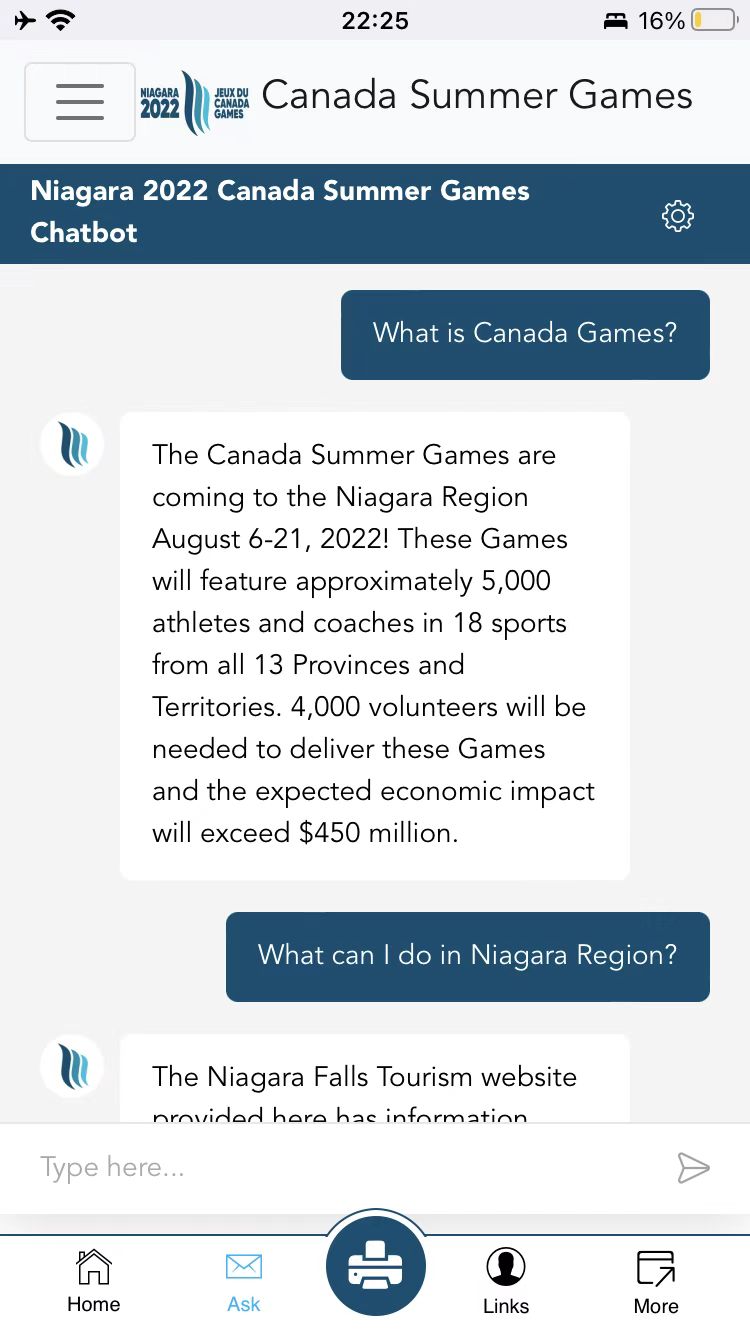 22:25
16%
NIAGARA
2022
JEUX DU
CANADA
GAMES
Canada Summer Games
Niagara 2022 Canada Summer Games
Chatbot
What is Canada Games?
The Canada Summer Games are
coming to the Niagara Region
August 6-21, 2022! These Games
will feature approximately 5,000
athletes and coaches in 18 sports
from all 13 Provinces and
Territories. 4,000 volunteers will be
needed to deliver these Games
and the expected economic impact
will exceed $450 million.
What can I do in Niagara Region?
The Niagara Falls Tourism website
provided here has information
Type here...
Home
Ask
Links
More